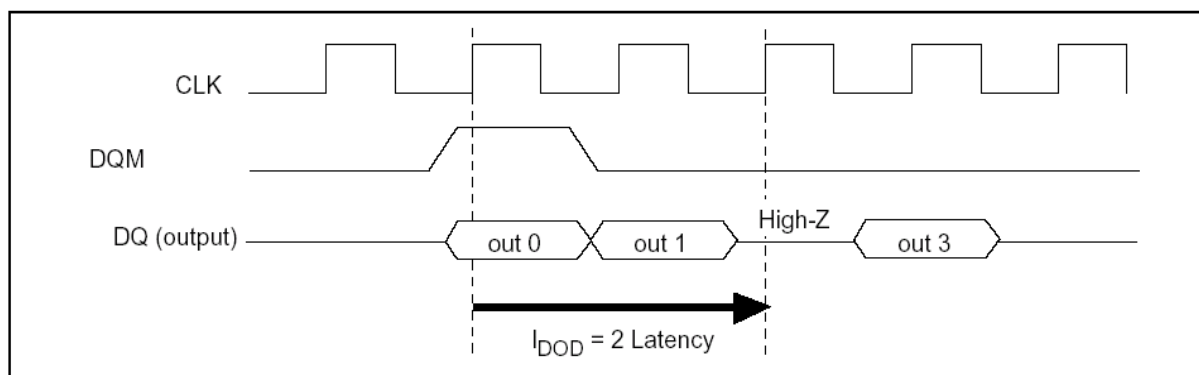 CLK
DQM
DQ (output)
out 0
out 1
High-Z
out 3
IDOD = 2 Latency